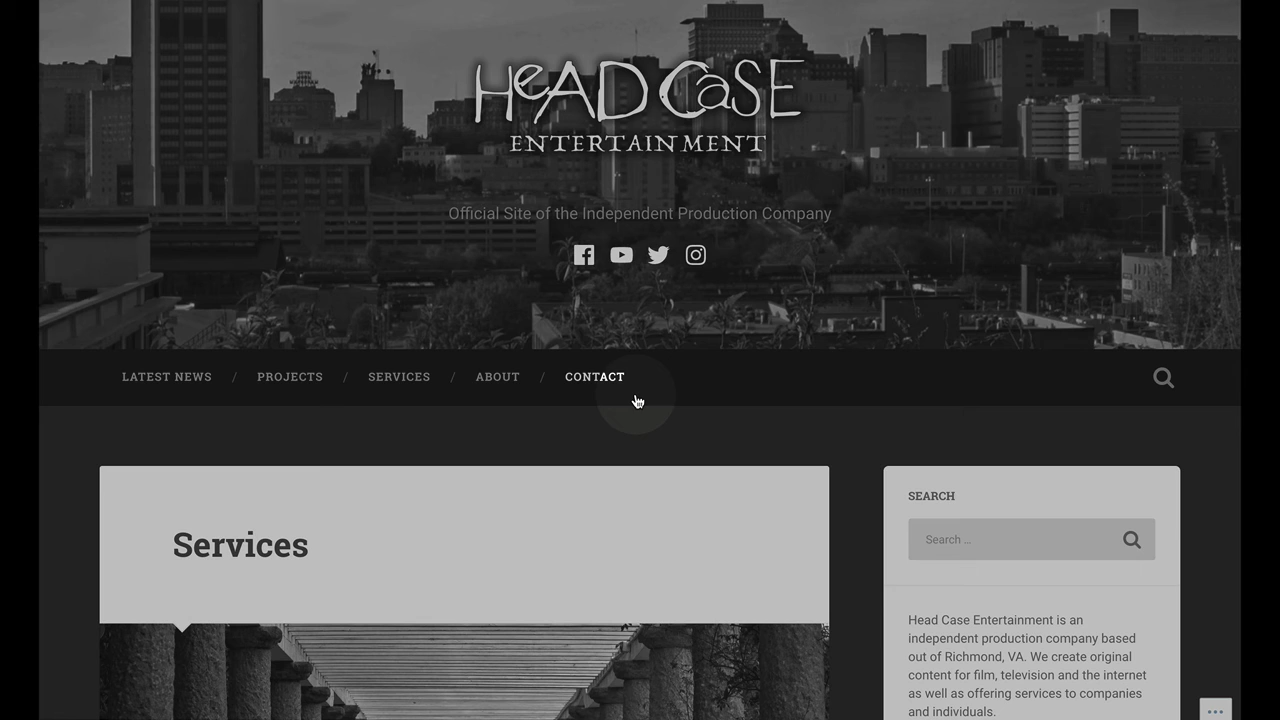 HeAD CaSE
ENTERTAINMENT
Official Site of the Independent Production Company
LATEST NEWS / PROJECTS / SERVICES / ABOUT / CONTACT
Services
SEARCH
Search ...
Head Case Entertainment is an
independent production company based
out of Richmond, VA. We create original
content for film, television and the internet
as well as offering services to companies
and individuals.